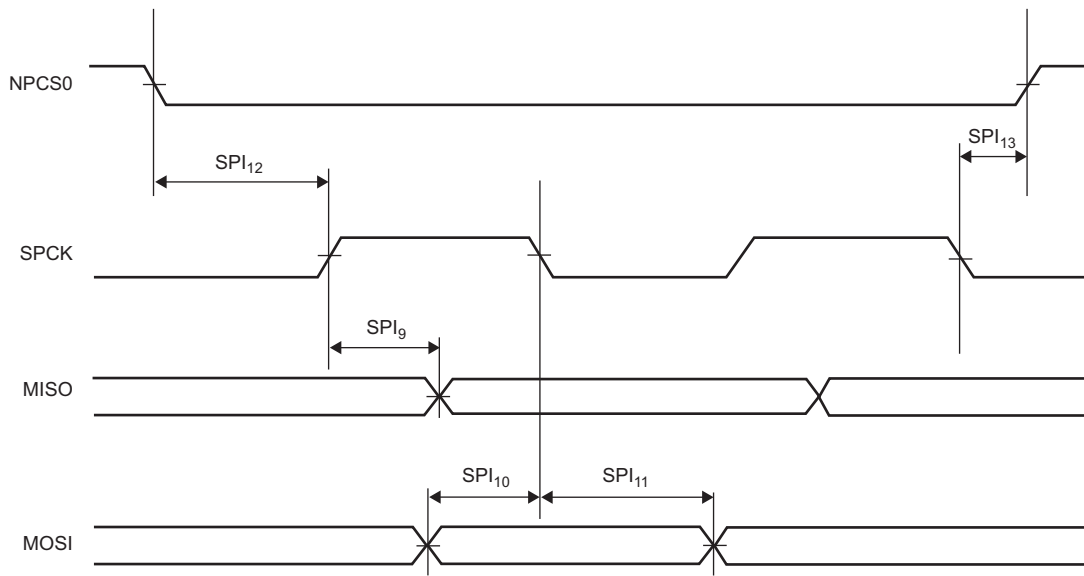 NPCS0
SPI₁₂
SPI₁₃
SPCK
SPI₉
MISO
SPI₁₀
SPI₁₁
MOSI